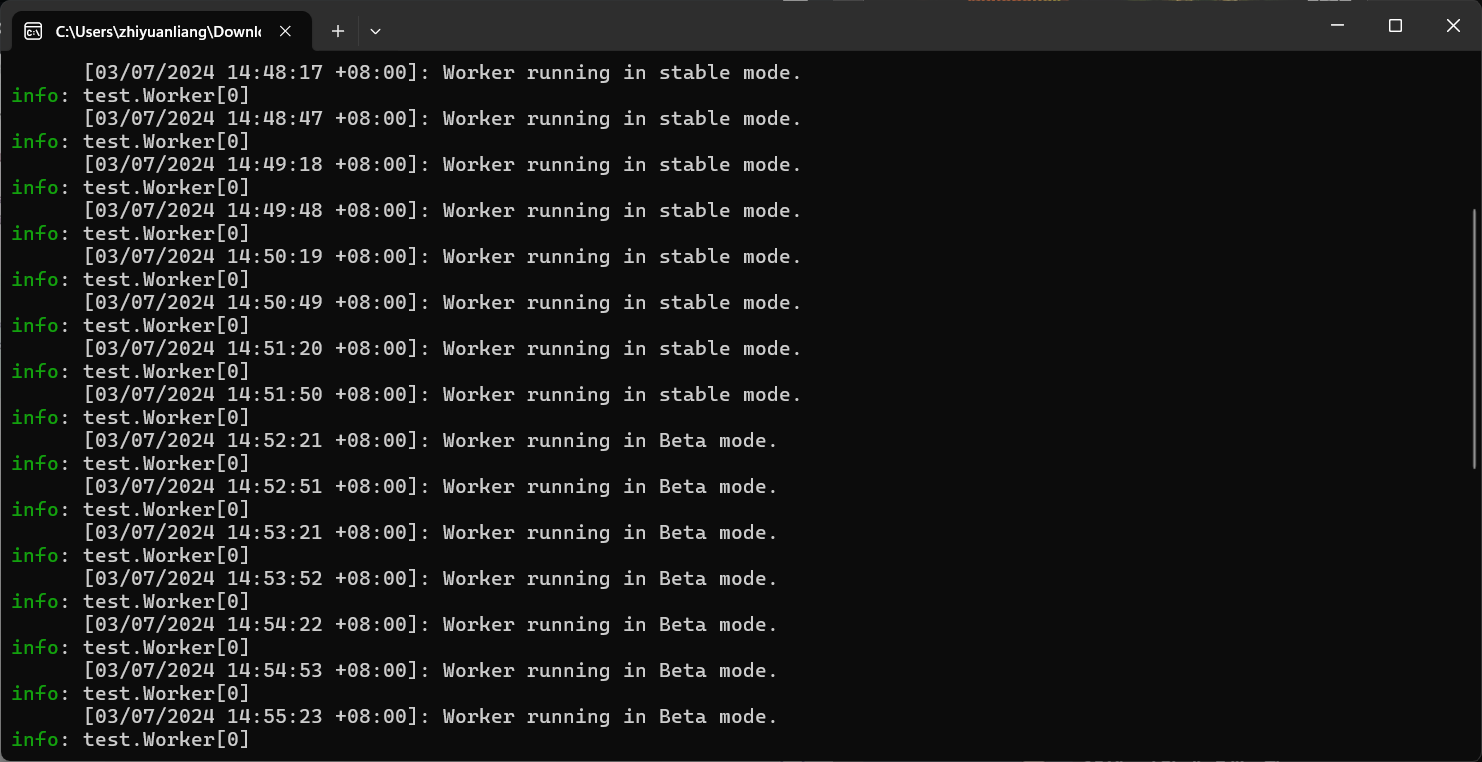 C:\Users\zhiyuanliang\Downl
[03/07/2024 14:48:17 +08:00]: Worker running in stable mode.
info: test.Worker[0]
[03/07/2024 14:48:47 +08:00]: Worker running in stable mode.
info: test.Worker[0]
[03/07/2024 14:49:18 +08:00]: Worker running in stable mode.
info: test.Worker[0]
[03/07/2024 14:49:48 +08:00]: Worker running in stable mode.
info: test.Worker[0]
[03/07/2024 14:50:19 +08:00]: Worker running in stable mode.
info: test.Worker[0]
[03/07/2024 14:50:49 +08:00]: Worker running in stable mode.
info: test.Worker[0]
[03/07/2024 14:51:20 +08:00]: Worker running in stable mode.
info: test.Worker[0]
[03/07/2024 14:51:50 +08:00]: Worker running in stable mode.
info: test.Worker[0]
[03/07/2024 14:52:21 +08:00]: Worker running in Beta mode.
info: test.Worker[0]
[03/07/2024 14:52:51 +08:00]: Worker running in Beta mode.
info: test.Worker[0]
[03/07/2024 14:53:21 +08:00]: Worker running in Beta mode.
info: test.Worker[0]
[03/07/2024 14:53:52 +08:00]: Worker running in Beta mode.
info: test.Worker[0]
[03/07/2024 14:54:22 +08:00]: Worker running in Beta mode.
info: test.Worker[0]
[03/07/2024 14:54:53 +08:00]: Worker running in Beta mode.
info: test.Worker[0]
[03/07/2024 14:55:23 +08:00]: Worker running in Beta mode.
info: test.Worker[0]